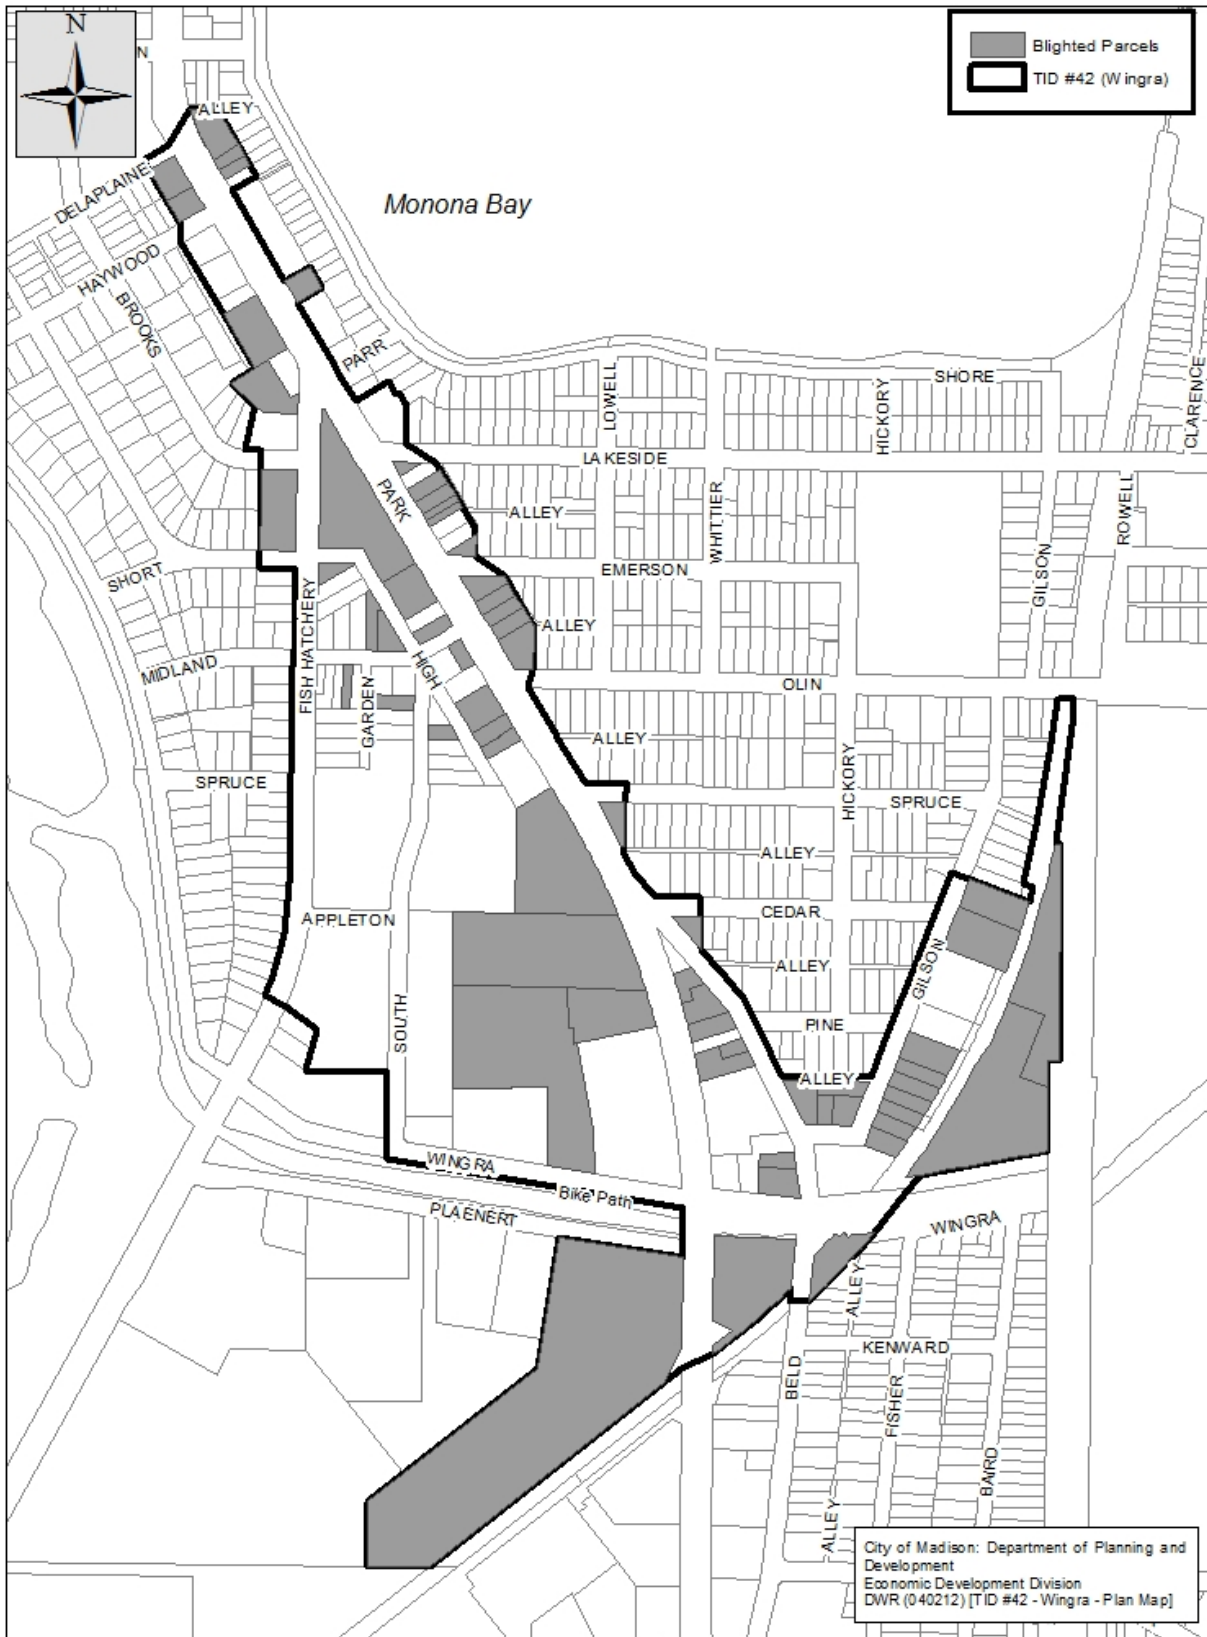 N
N
Blighted Parcels
TID #42 (Wingra)
ALLEY
DELAPLAINE
Monona Bay
HAYWOOD
BROOKS
PARR
SHORE
LOWELL
HICKORY
CLARENCE
LAKESIDE
PARK
ALLEY
WHITTIER
ROWELL
EMERSON
GILSON
SHORT
FISH HATCHERY
ALLEY
MIDLAND
HIGH
OLIN
GARDEN
ALLEY
SPRUCE
HICKORY
SPRUCE
ALLEY
APPLETON
CEDAR
ALLEY
GILSON
SOUTH
PINE
ALLEY
WINGRA
Bike Path
PLAENERT
WINGRA
ALLEY
KENWARD
BELD
FISHER
BAIRD
ALLEY
City of Madison: Department of Planning and
Development
Economic Development Division
DWR (040212) [TID #42 - Wingra - Plan Map]